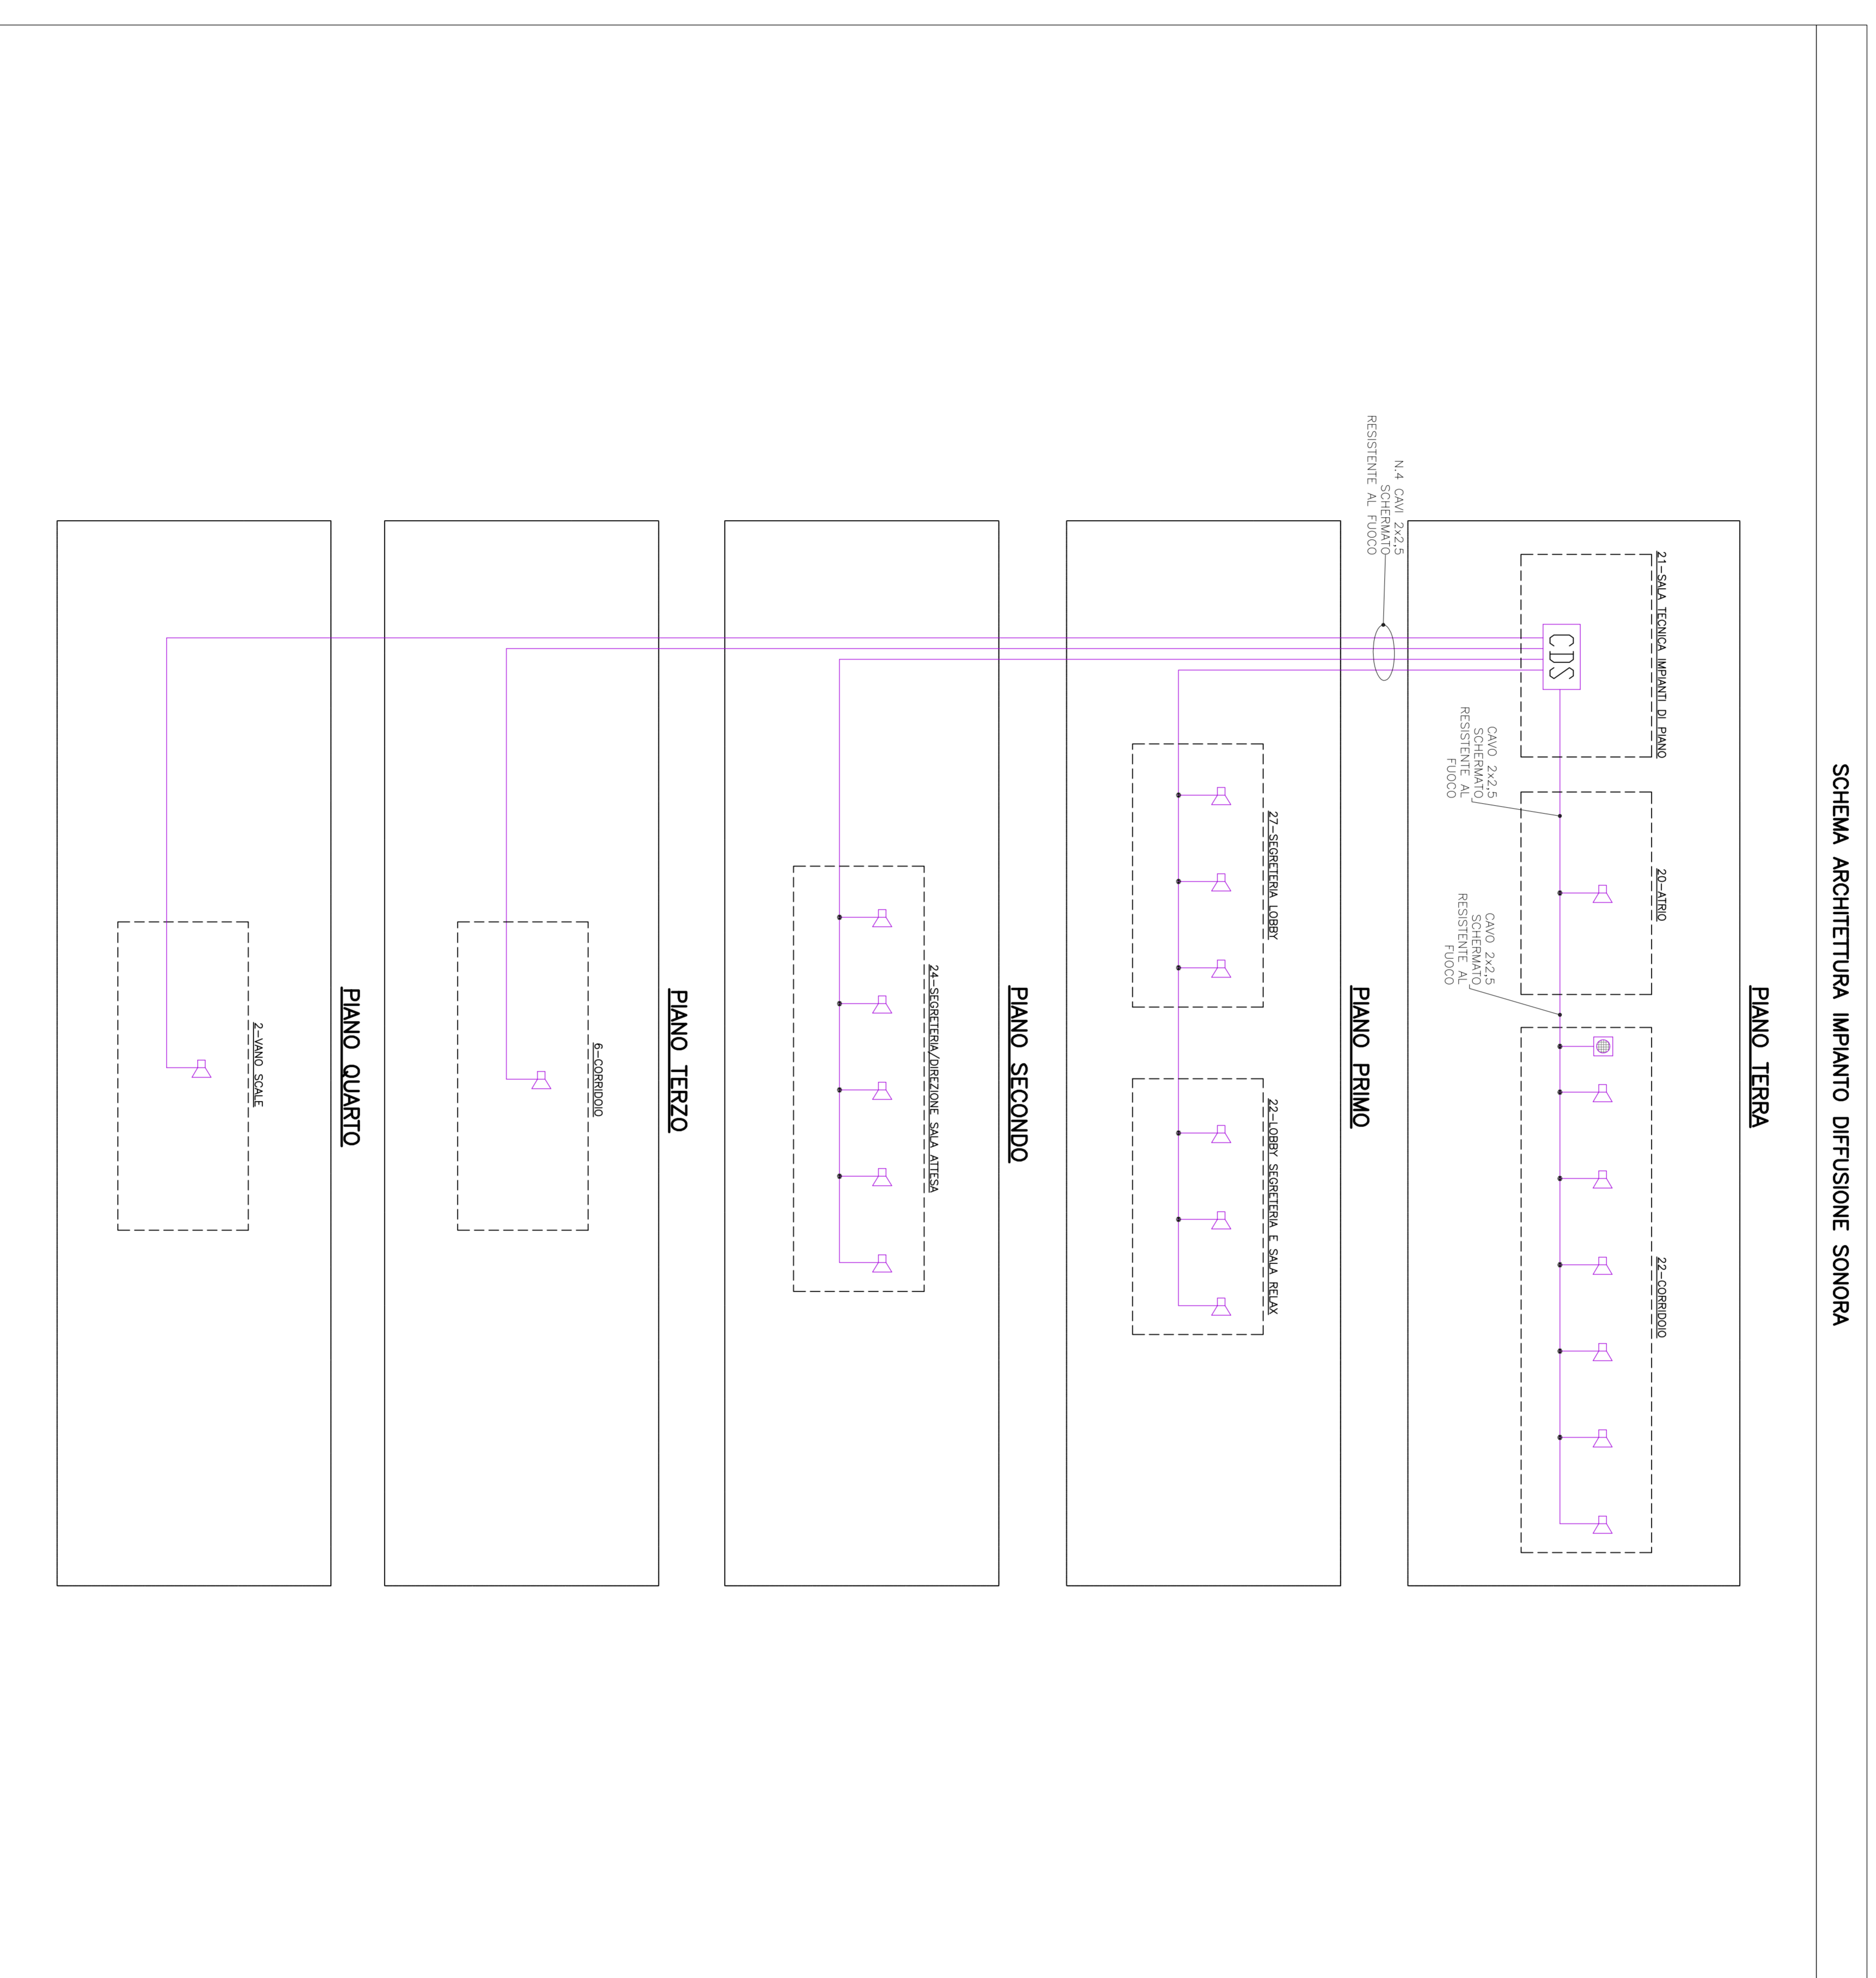 SCHEMA ARCHITETTURA IMPIANTO DIFFUSIONE SONORA
PIANO TERRA
21-SALA TECNICA IMPIANTI DI PIANO
20-ATRIO
22-CORRIDOIO
CDS
CAVO 2x2,5
SCHERMATO
RESISTENTE AL
FUOCO
CAVO 2x2,5
SCHERMATO
RESISTENTE AL
FUOCO
N.4 CAVI 2x2,5
SCHERMATO
RESISTENTE AL FUOCO
PIANO PRIMO
27-SEGRETERIA LOBBY
22-LOBBY SEGRETERIA E SALA RELAX
PIANO SECONDO
24-SEGRETERIA/DIREZIONE SALA ATTESA
PIANO TERZO
6-CORRIDOIO
PIANO QUARTO
2-VANO SCALE